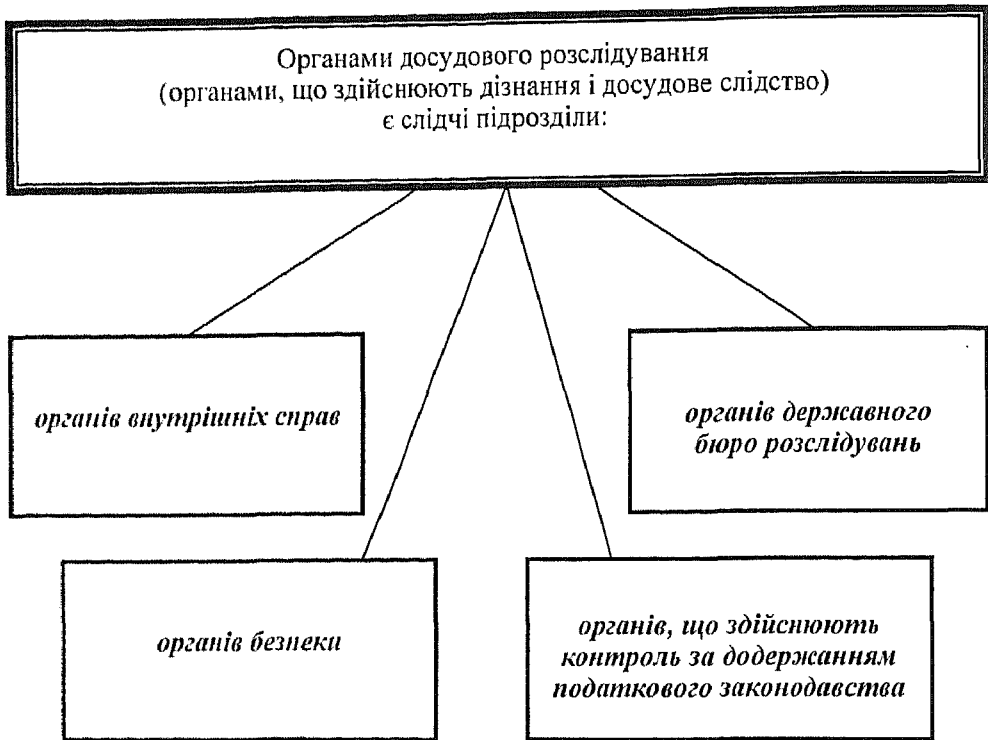 Органами досудового розслідування
(органами, що здійснюють дізнання і досудове слідство)
є слідчі підрозділи:
органів внутрішніх справ
органів державного
бюро розслідувань
органів безпеки
органів, що здійснюють
контроль за додержанням
податкового законодавства